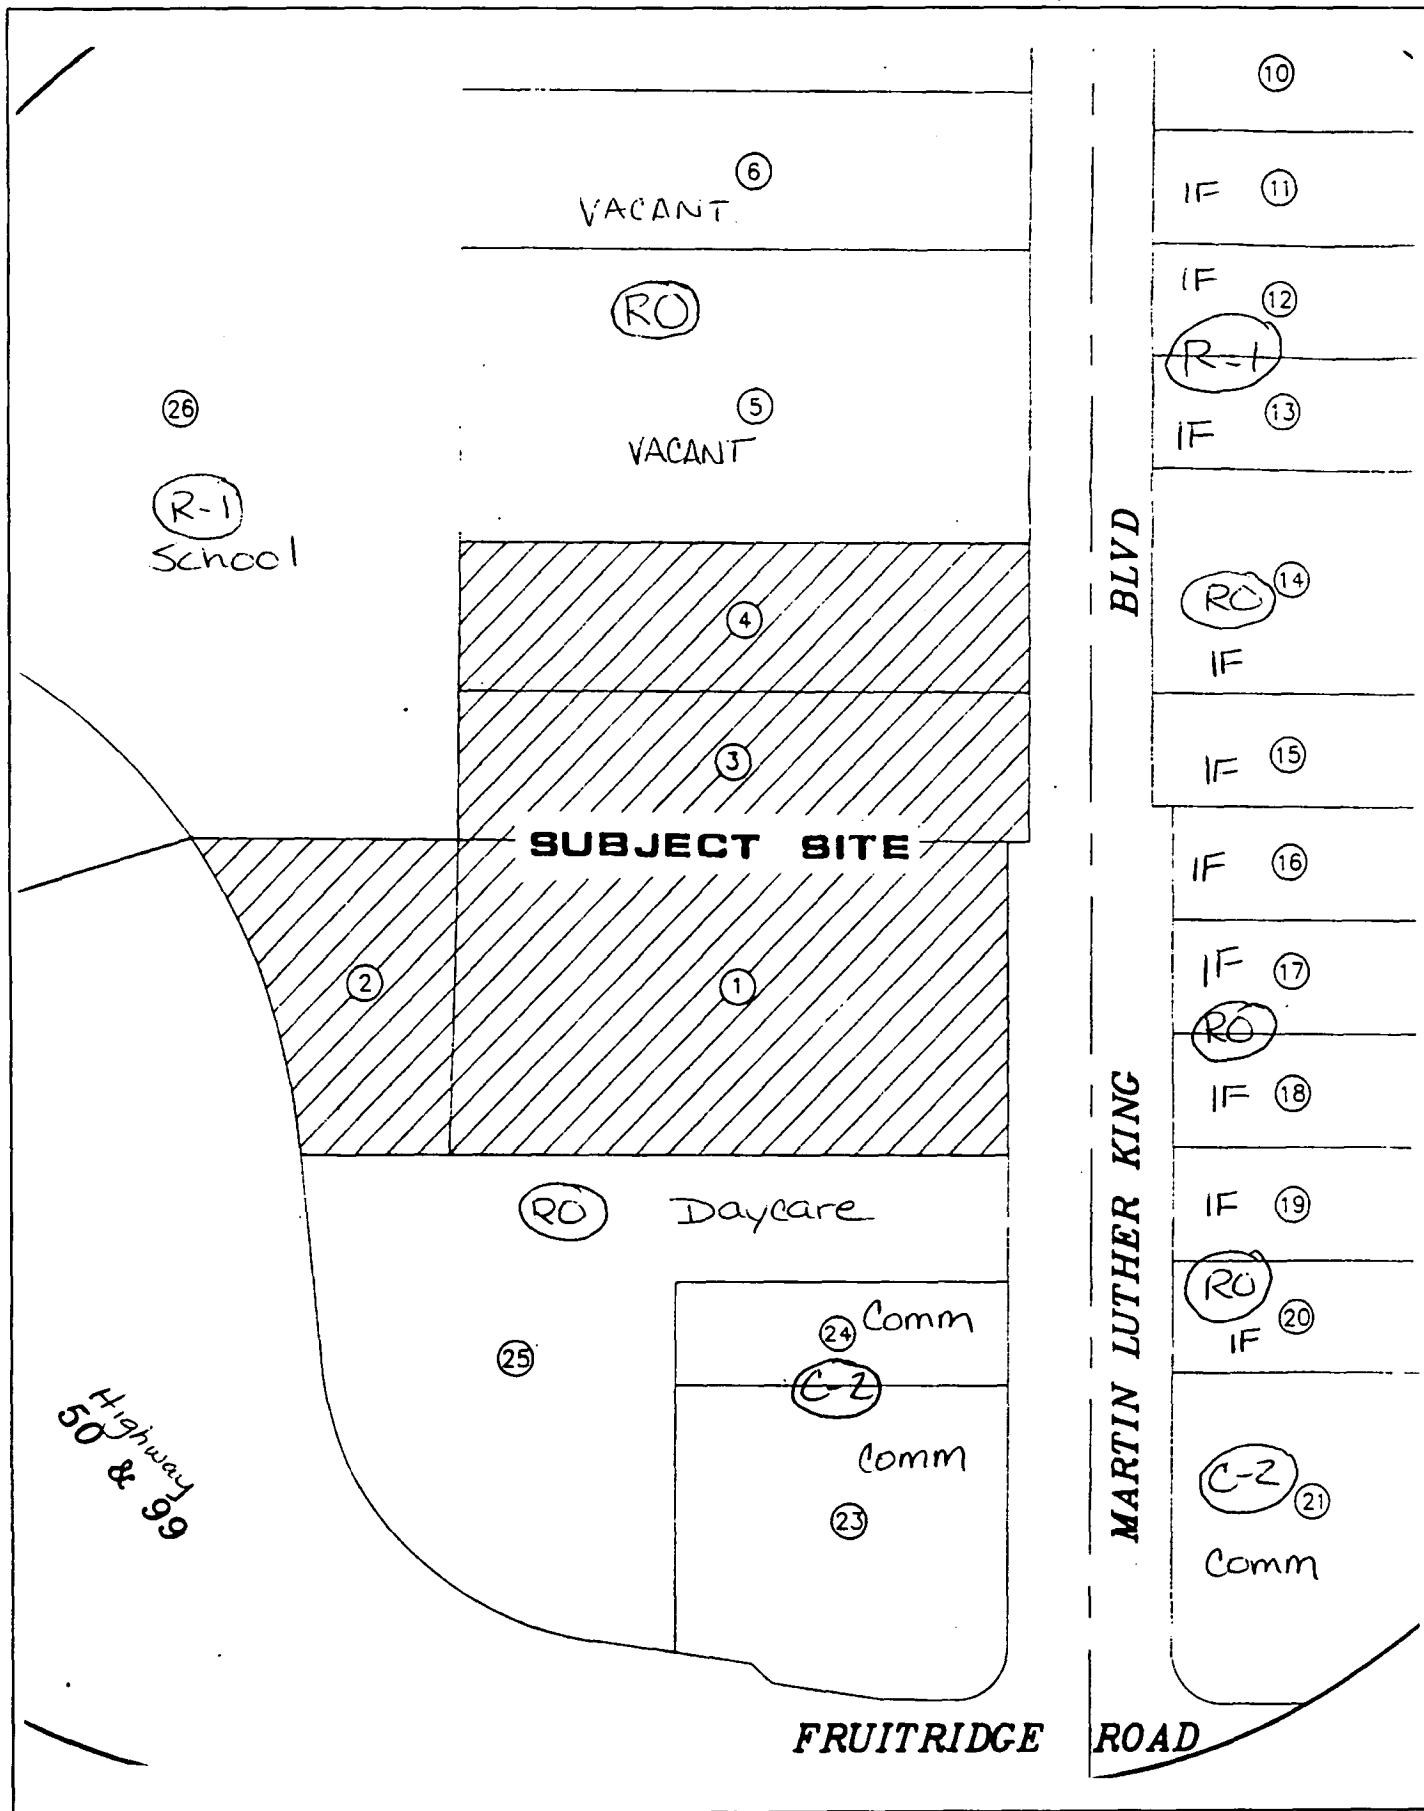 10
6
VACANT
IF 11
IF 12
RO
R-1
26
5
IF 13
VACANT
R-1
School
BLVD
4
RO 14
IF
3
IF 15
SUBJECT SITE
IF 16
2
1
IF 17
RO
IF 18
RO Daycare
IF 19
MARTIN LUTHER KING
RO
24 Comm
IF 20
25
C-2
Highway
50 & 99
Comm
C-2 21
23
Comm
FRUITRIDGE ROAD